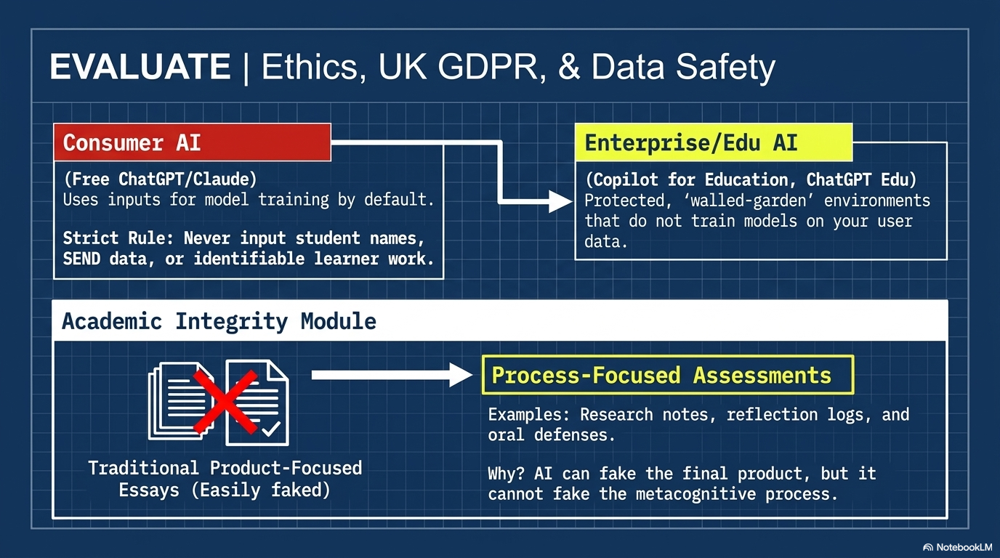 EVALUATE | Ethics, UK GDPR, & Data Safety
Consumer AI
(Free ChatGPT/Claude)
Uses inputs for model training by default.
Strict Rule: Never input student names,
SEND data, or identifiable learner work.
Enterprise/Edu AI
(Copilot for Education, ChatGPT Edu)
Protected, ‘walled-garden’ environments
that do not train models on your user
data.
Academic Integrity Module
Traditional Product-Focused
Essays (Easily faked)
Process-Focused Assessments
Examples: Research notes, reflection logs, and
oral defenses.
Why? AI can fake the final product, but it
cannot fake the metacognitive process.
NotebookLM